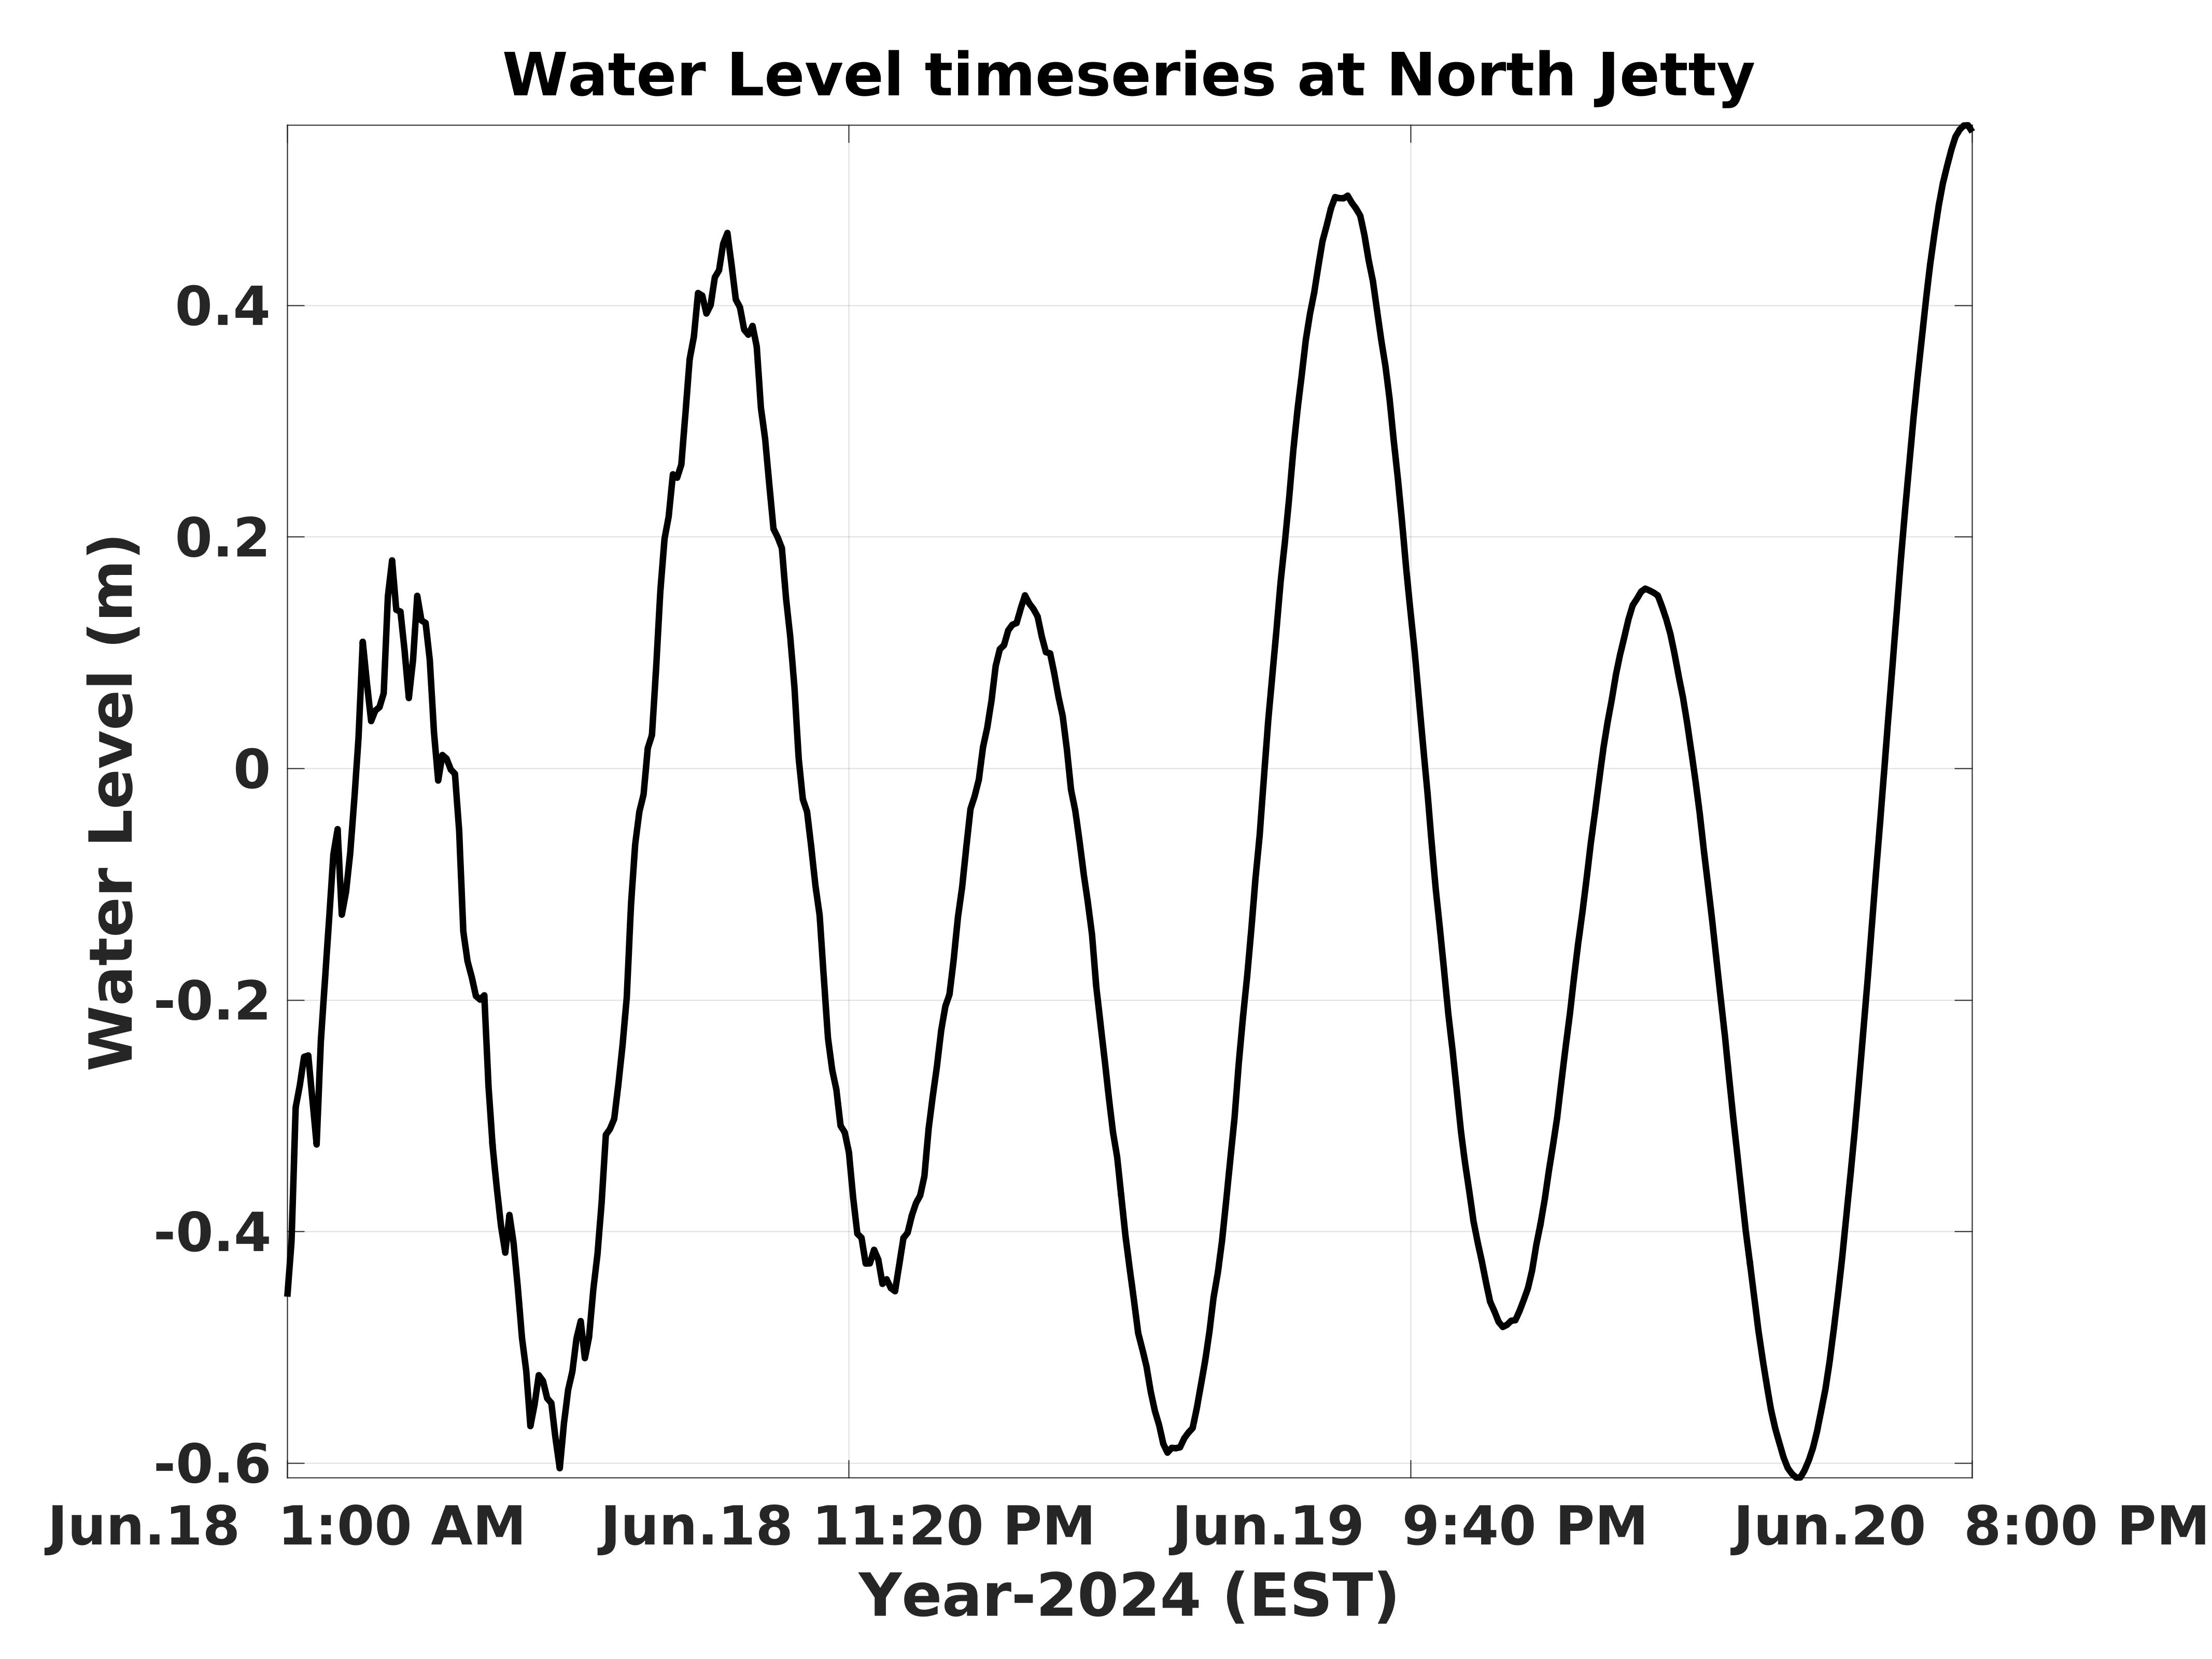 Water Level timeseries at North Jetty
Water Level (m)
0.4
0.2
0
-0.2
-0.4
-0.6
Jun.18 1:00 AM Jun.18 11:20 PM Jun.19 9:40 PM Jun.20 8:00 PM
Year-2024 (EST)